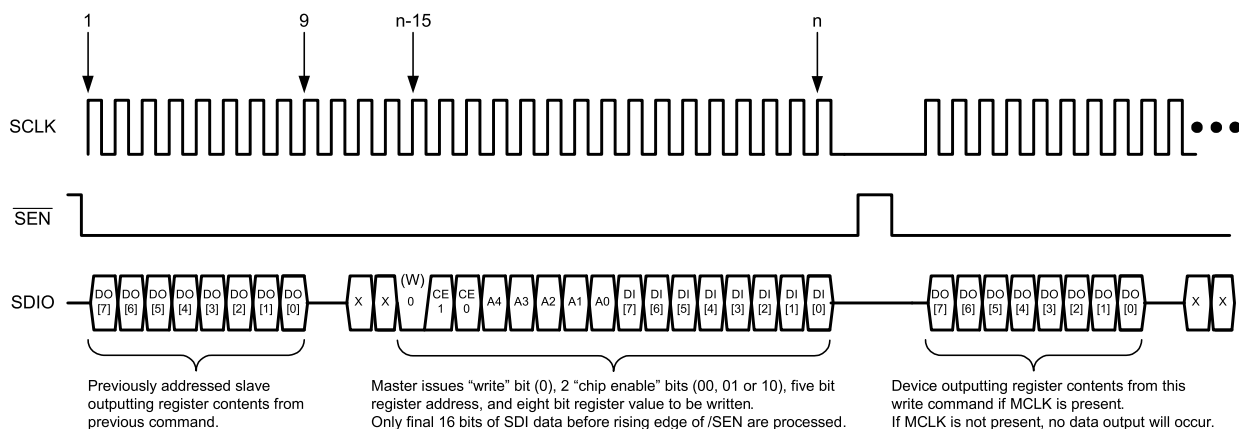 1 9 n-15 n
SCLK
SEN
SDIO
DO [7] DO [6] DO [5] DO [4] DO [3] DO [2] DO [1] DO [0] X X (W) 0 CE 1 CE 0 A4 A3 A2 A1 A0 DI [7] DI [6] DI [5] DI [4] DI [3] DI [2] DI [1] DI [0] DO [7] DO [6] DO [5] DO [4] DO [3] DO [2] DO [1] DO [0] X X
Previously addressed slave
outputting register contents from
previous command.
Master issues “write” bit (0), 2 “chip enable” bits (00, 01 or 10), five bit
register address, and eight bit register value to be written.
Only final 16 bits of SDI data before rising edge of /SEN are processed.
Device outputting register contents from this
write command if MCLK is present.
If MCLK is not present, no data output will occur.